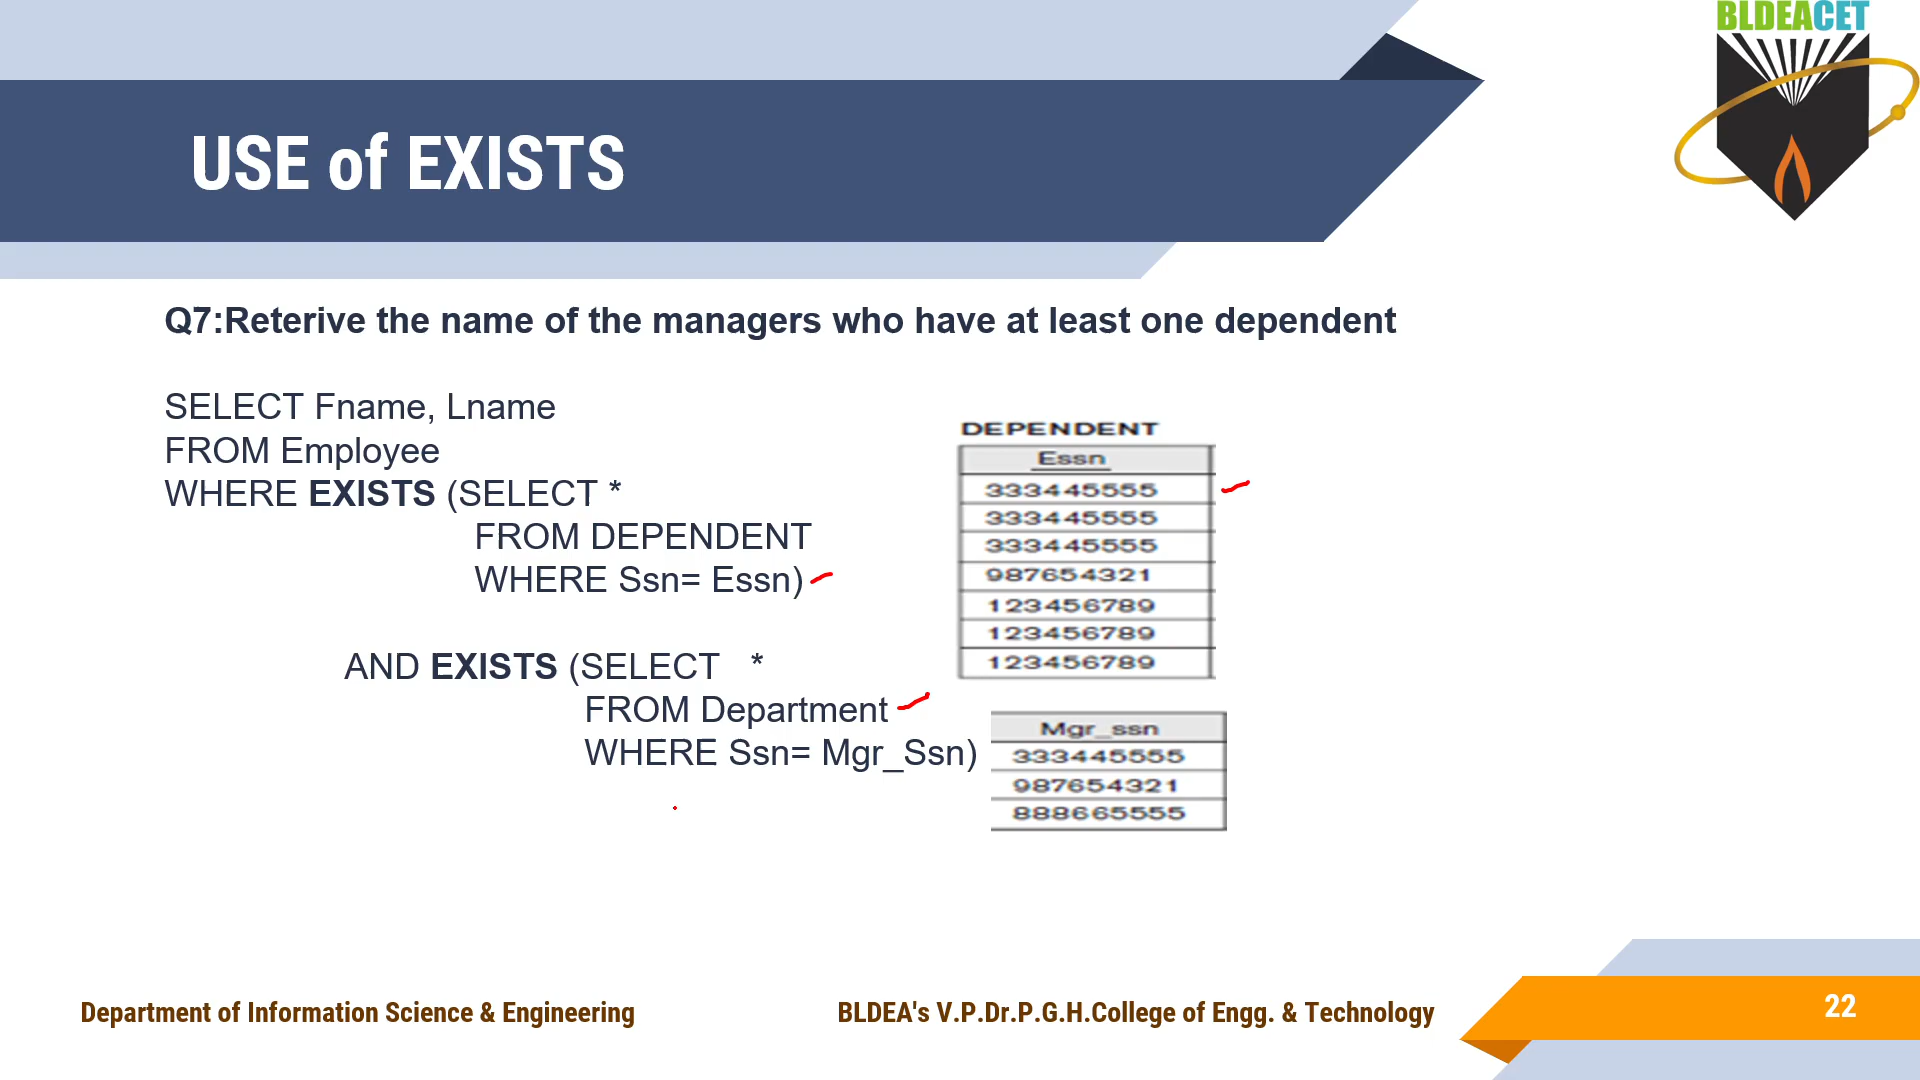 BLDEACET
USE of EXISTS
Q7:Reterive the name of the managers who have at least one dependent
SELECT Fname, Lname
FROM Employee
WHERE EXISTS (SELECT *
FROM DEPENDENT
WHERE Ssn= Essn)
AND EXISTS (SELECT *
FROM Department
WHERE Ssn= Mgr_Ssn)
DEPENDENT
Essn
333445555
333445555
333445555
987654321
123456789
123456789
123456789
Mgr_ssn
333445555
987654321
888665555
Department of Information Science & Engineering
BLDEA's V.P.Dr.P.G.H.College of Engg. & Technology
22